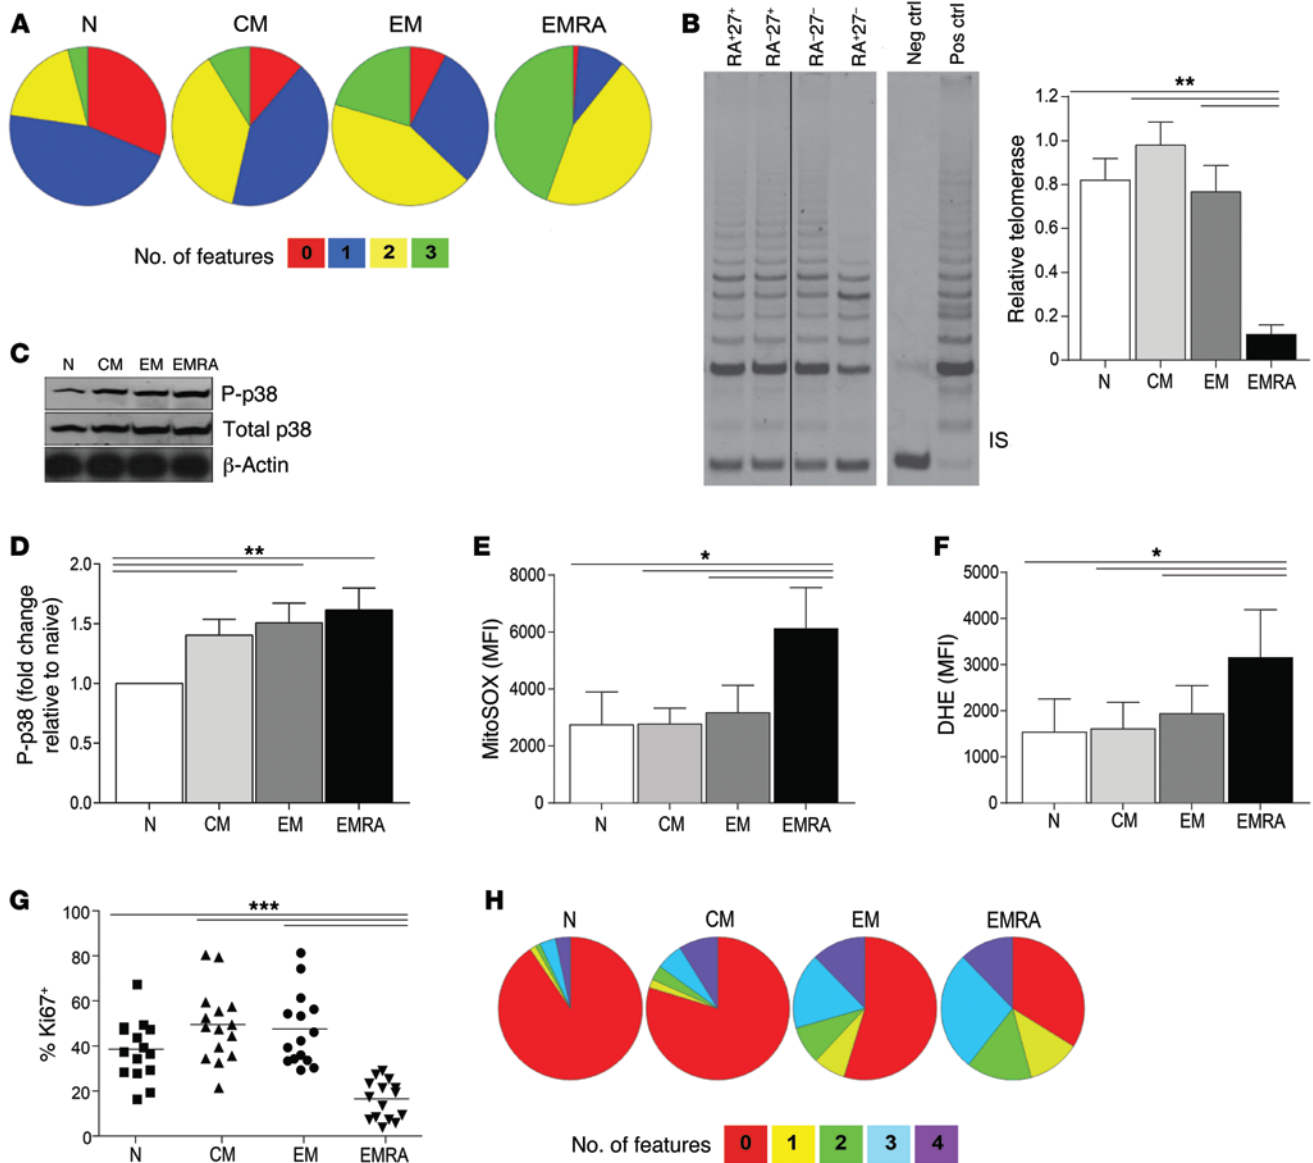 A
N
CM
EM
EMRA
No. of features
0
1
2
3
B
RA+27+
RA−27+
RA−27−
RA+27−
Neg ctrl
Pos ctrl
IS
**
Relative telomerase
1.2
1.0
0.8
0.6
0.4
0.2
0
N
CM
EM
EMRA
C
N CM EM EMRA
P-p38
Total p38
β-Actin
D
**
P-p38 (fold change
relative to naive)
2.0
1.5
1.0
0.5
0.0
N
CM
EM
EMRA
E
*
MitoSOX (MFI)
8000
6000
4000
2000
0
N
CM
EM
EMRA
F
*
DHE (MFI)
5000
4000
3000
2000
1000
0
N
CM
EM
EMRA
G
***
% Ki67+
100
80
60
40
20
0
N
CM
EM
EMRA
H
N
CM
EM
EMRA
No. of features
0
1
2
3
4